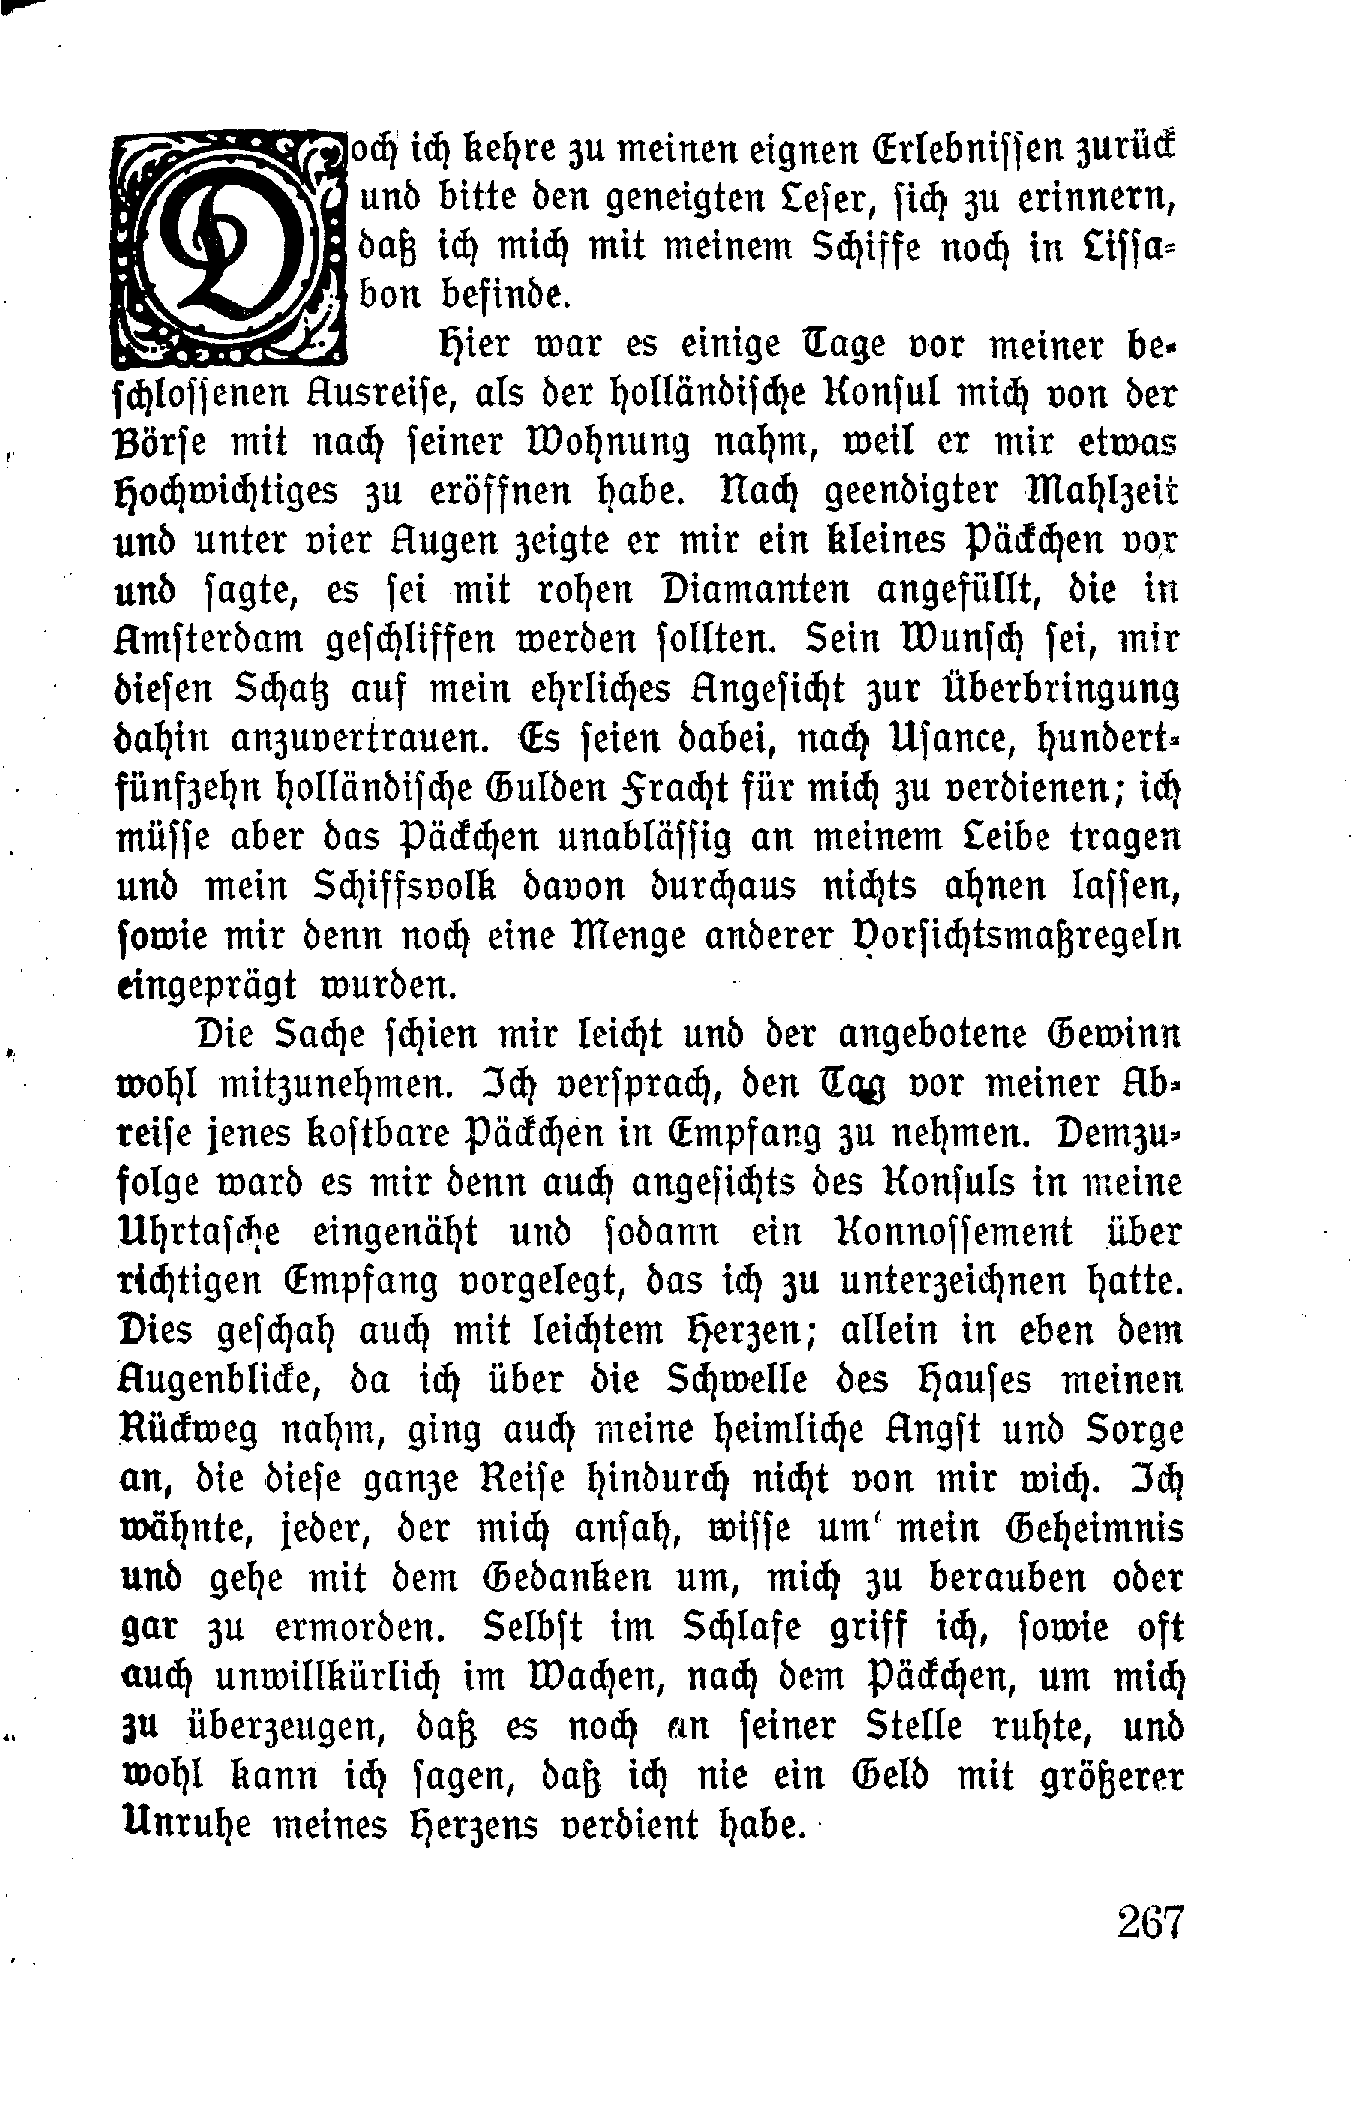 Doch ich kehre zu meinen eignen Erlebnissen zurück
und bitte den geneigten Leser, sich zu erinnern,
daß ich mich mit meinem Schiffe noch in Lissa-
bon befinde.
Hier war es einige Tage vor meiner be-
schlossenen Ausreise, als der holländische Konsul mich von der
Börse mit nach seiner Wohnung nahm, weil er mir etwas
Hochwichtiges zu eröffnen habe. Nach geendigter Mahlzeit
und unter vier Augen zeigte er mir ein kleines Päckchen vor
und sagte, es sei mit rohen Diamanten angefüllt, die in
Amsterdam geschliffen werden sollten. Sein Wunsch sei, mir
diesen Schatz auf mein ehrliches Angesicht zur Überbringung
dahin anzuvertrauen. Es seien dabei, nach Usance, hundert-
fünfzehn holländische Gulden Fracht für mich zu verdienen; ich
müsse aber das Päckchen unablässig an meinem Leibe tragen
und mein Schiffsvolk davon durchaus nichts ahnen lassen,
sowie mir denn noch eine Menge anderer Vorsichtsmaßregeln
eingeprägt wurden.
Die Sache schien mir leicht und der angebotene Gewinn
wohl mitzunehmen. Ich versprach, den Tag vor meiner Ab-
reise jenes kostbare Päckchen in Empfang zu nehmen. Demzu-
folge ward es mir denn auch angesichts des Konsuls in meine
Uhrtasche eingenäht und sodann ein Konnossement über
richtigen Empfang vorgelegt, das ich zu unterzeichnen hatte.
Dies geschah auch mit leichtem Herzen; allein in eben dem
Augenblicke, da ich über die Schwelle des Hauses meinen
Rückweg nahm, ging auch meine heimliche Angst und Sorge
an, die diese ganze Reise hindurch nicht von mir wich. Ich
wähnte, jeder, der mich ansah, wisse um mein Geheimnis
und gehe mit dem Gedanken um, mich zu berauben oder
gar zu ermorden. Selbst im Schlafe griff ich, sowie oft
auch unwillkürlich im Wachen, nach dem Päckchen, um mich
zu überzeugen, daß es noch an seiner Stelle ruhte, und
wohl kann ich sagen, daß ich nie ein Geld mit größerer
Unruhe meines Herzens verdient habe.
267